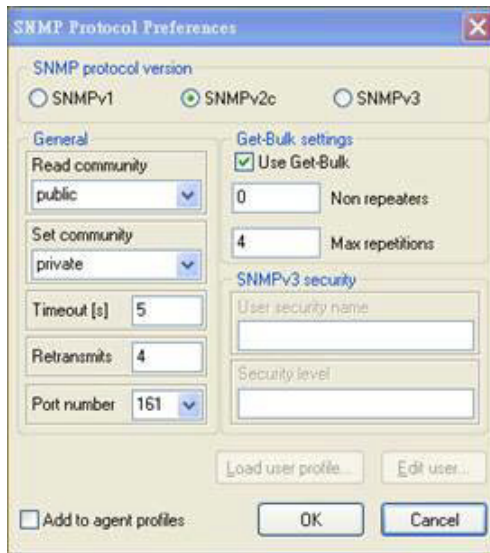 SNMP Protocol Preferences
SNMP protocol version
SNMPv1
SNMPv2c
SNMPv3
General
Read community
public
Set community
private
Timeout [s]
5
Retransmits
4
Port number
161
Get-Bulk settings
Use Get-Bulk
0
Non repeaters
4
Max repetitions
SNMPv3 security
User security name
Security level
Load user profile...
Edit user...
Add to agent profiles
OK
Cancel